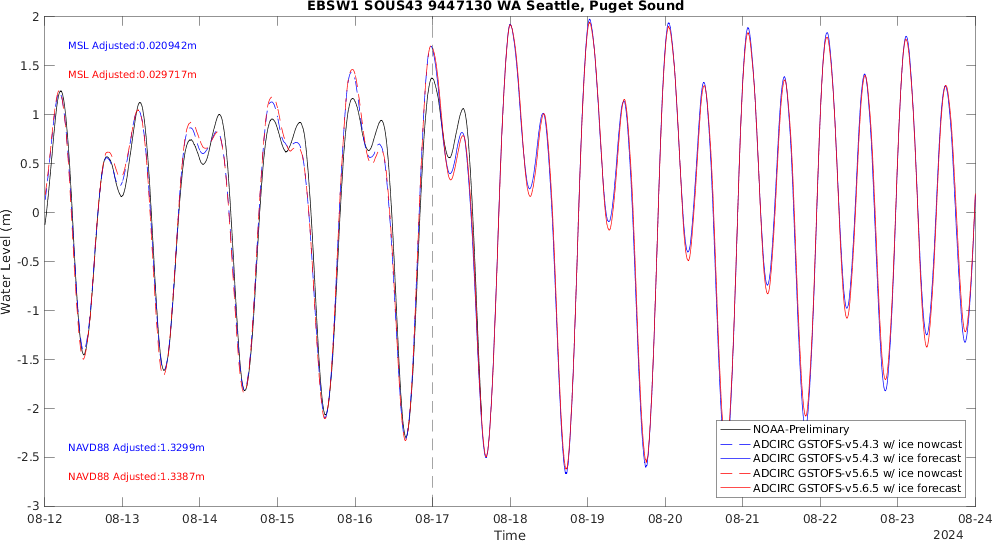 EBSW1 SOUS43 9447130 WA Seattle, Puget Sound
2
1.5
1
0.5
0
-0.5
-1
-1.5
-2
-2.5
-3
Water Level (m)
MSL Adjusted:0.020942m
MSL Adjusted:0.029717m
NAVD88 Adjusted:1.3299m
NAVD88 Adjusted:1.3387m
NOAA-Preliminary
ADCIRC GSTOFS-v5.4.3 w/ ice nowcast
ADCIRC GSTOFS-v5.4.3 w/ ice forecast
ADCIRC GSTOFS-v5.6.5 w/ ice nowcast
ADCIRC GSTOFS-v5.6.5 w/ ice forecast
08-12 08-13 08-14 08-15 08-16 08-17 08-18 08-19 08-20 08-21 08-22 08-23 08-24
Time
2024